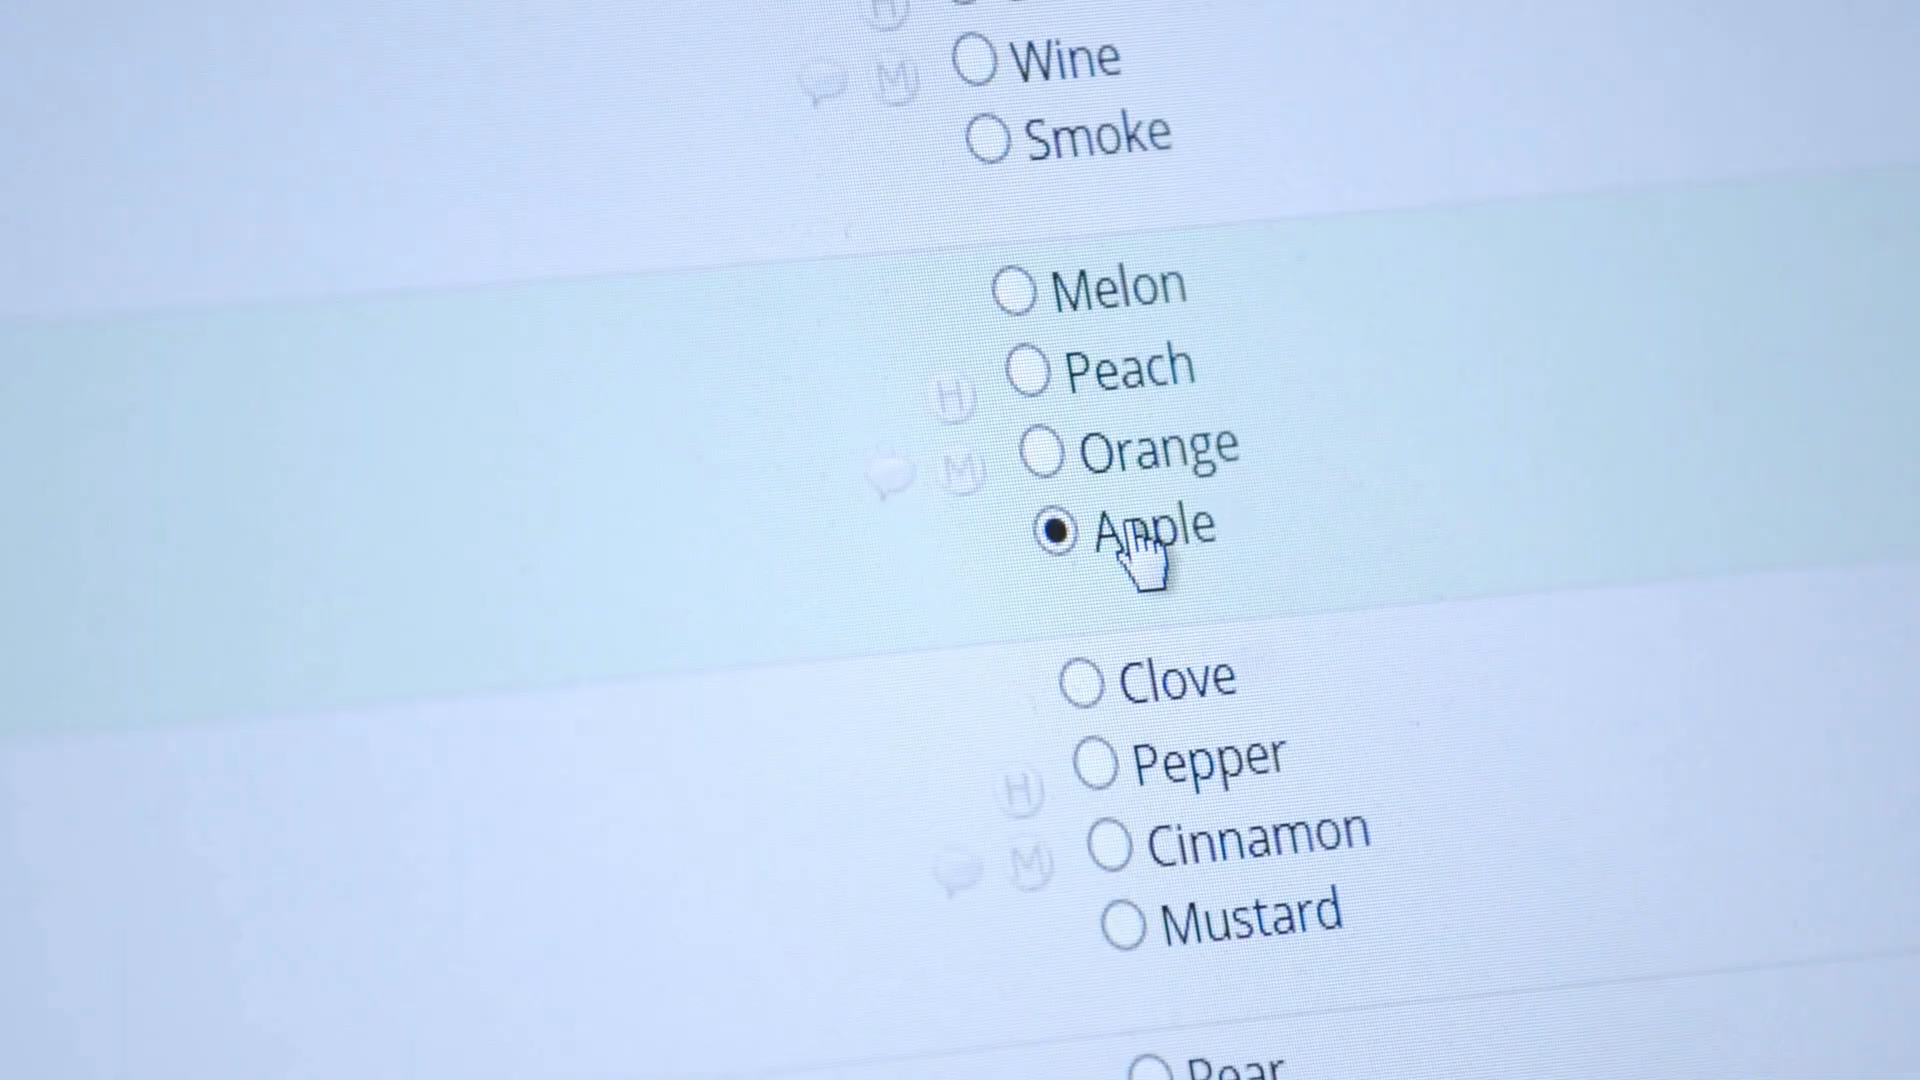 H
Wine
M
Smoke
Melon
Peach
H
Orange
M
Apple
Clove
Pepper
H
Cinnamon
M
Mustard